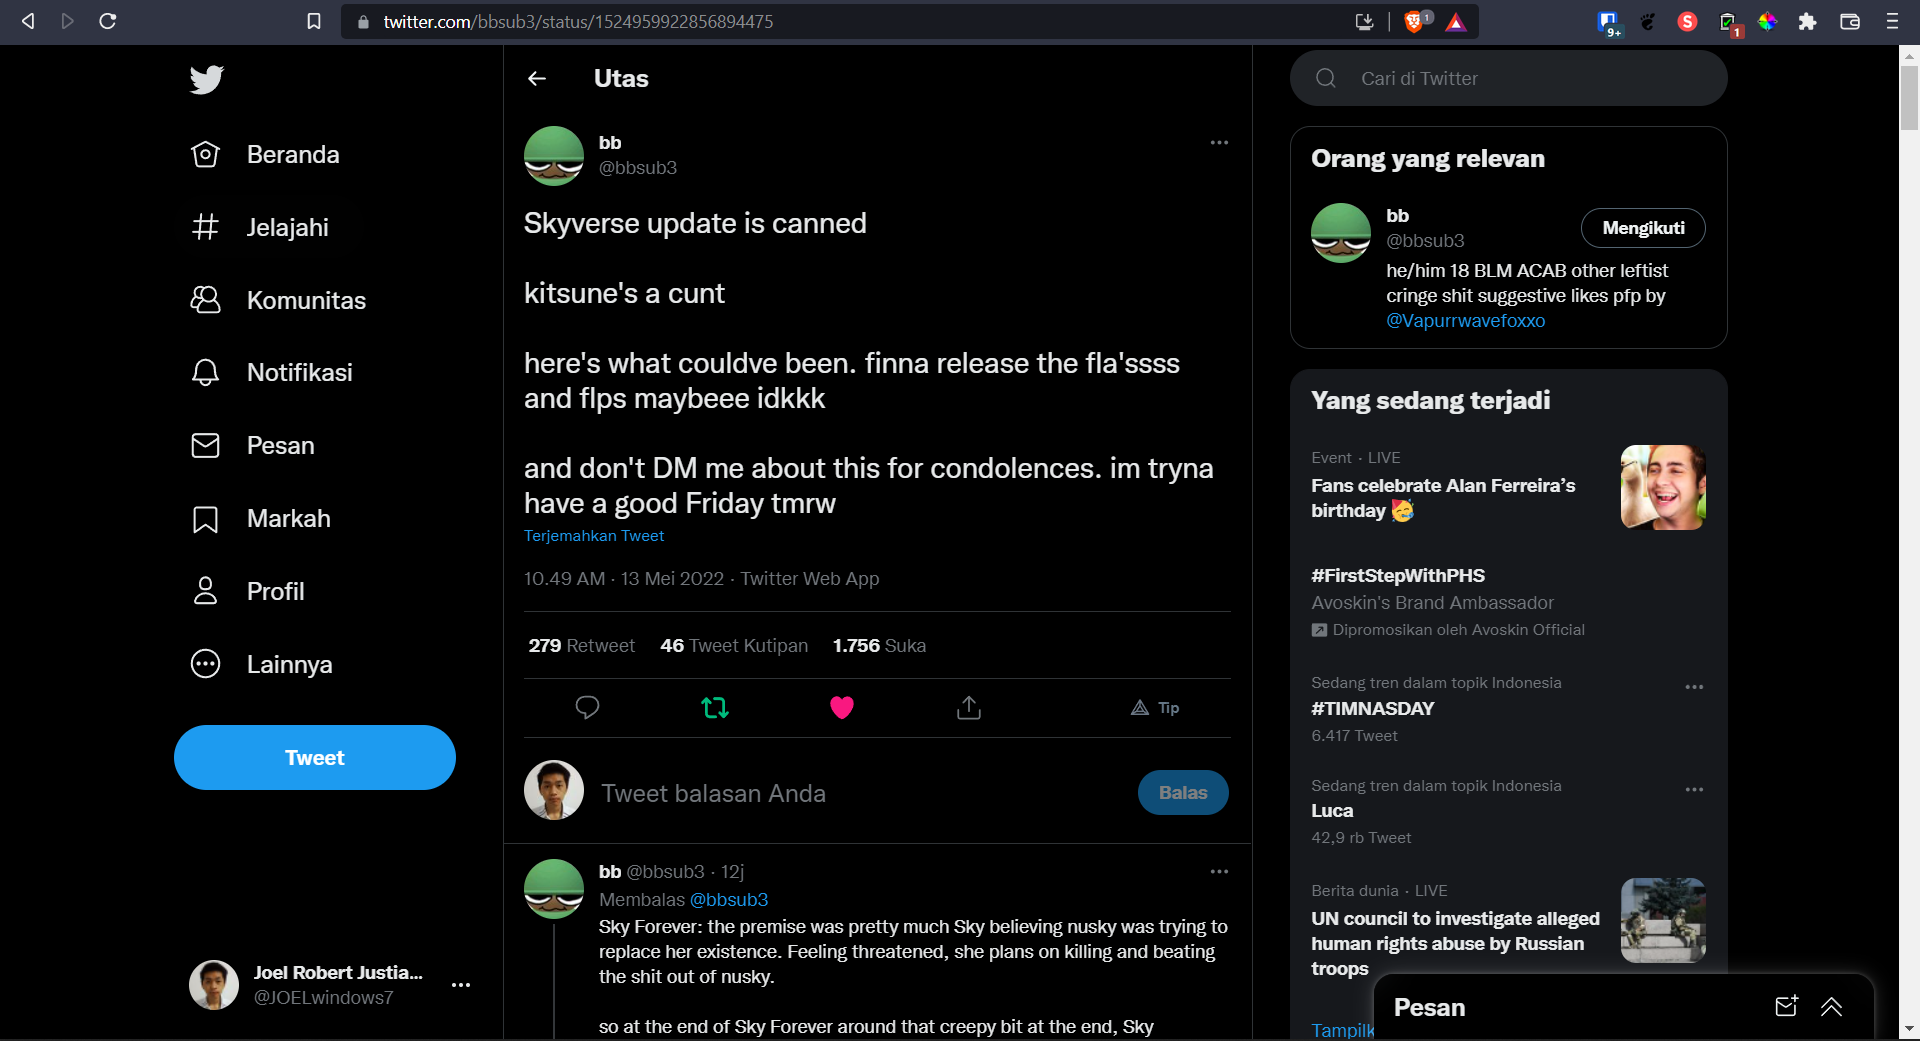 twitter.com/bbsub3/status/1524959922856894475
1
9+
S
1
Utas
Cari di Twitter
Beranda
Jelajahi
Komunitas
Notifikasi
Pesan
Markah
Profil
Lainnya
Tweet
Joel Robert Justia...
@JOELwindows7
bb
@bbsub3
Skyverse update is canned
kitsune's a cunt
here's what couldve been. finna release the fla'ssss
and flps maybeee idkkk
and don't DM me about this for condolences. im tryna
have a good Friday tmrw
Terjemahkan Tweet
10.49 AM · 13 Mei 2022 · Twitter Web App
279 Retweet 46 Tweet Kutipan 1.756 Suka
Tip
Tweet balasan Anda
Balas
bb @bbsub3 · 12j
Membalas @bbsub3
Sky Forever: the premise was pretty much Sky believing nusky was trying to
replace her existence. Feeling threatened, she plans on killing and beating
the shit out of nusky.
so at the end of Sky Forever around that creepy bit at the end, Sky
Orang yang relevan
bb
@bbsub3
Mengikuti
he/him 18 BLM ACAB other leftist
cringe shit suggestive likes pfp by
@Vapurrwavefoxxo
Yang sedang terjadi
Event · LIVE
Fans celebrate Alan Ferreira's
birthday 🥳
#FirstStepWithPHS
Avoskin's Brand Ambassador
Dipromosikan oleh Avoskin Official
Sedang tren dalam topik Indonesia
#TIMNASDAY
6.417 Tweet
Sedang tren dalam topik Indonesia
Luca
42,9 rb Tweet
Berita dunia · LIVE
UN council to investigate alleged
human rights abuse by Russian
troops
Tampilk
Pesan